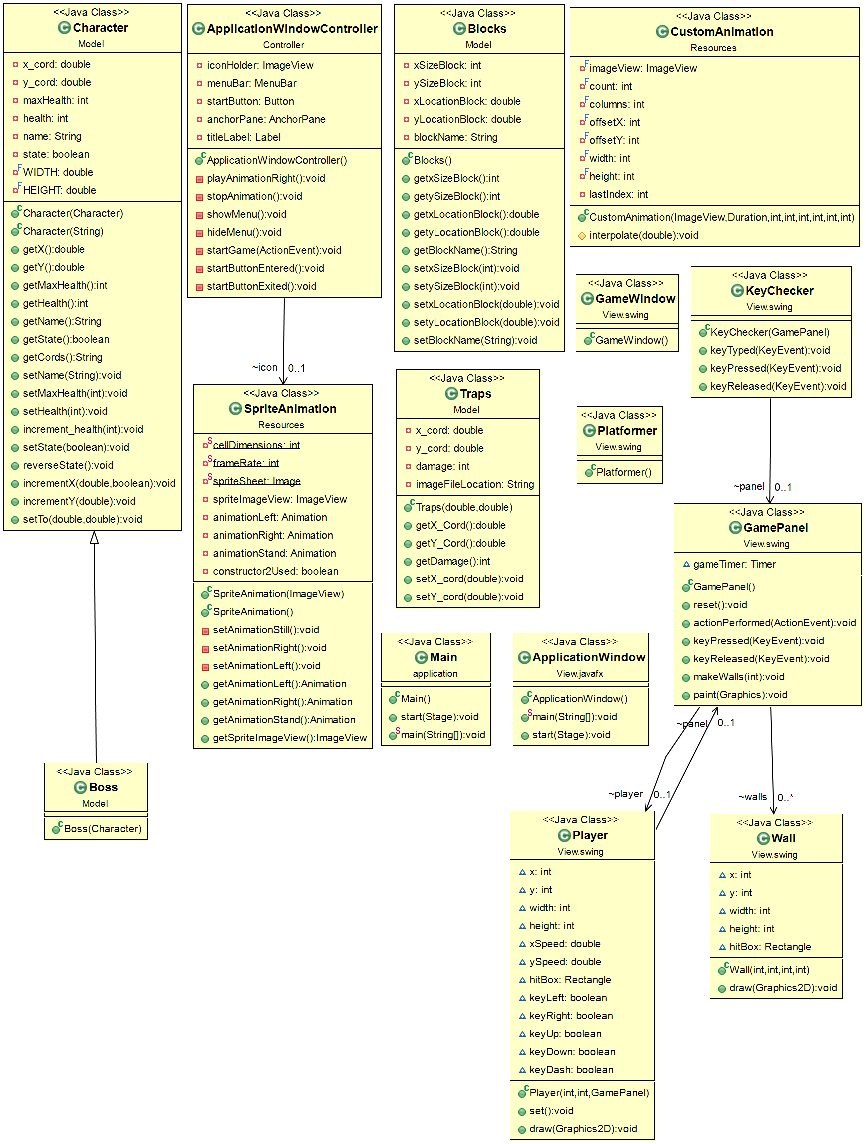 <<Java Class>>
Character
Model
x_cord: double
y_cord: double
maxHealth: int
health: int
name: String
state: boolean
WIDTH: double
HEIGHT: double
Character(Character)
Character(String)
getX():double
getY():double
getMaxHealth():int
getHealth():int
getName():String
getState():boolean
getCords():String
setName(String):void
setMaxHealth(int):void
setHealth(int):void
increment_health(int):void
setState(boolean):void
reverseState():void
incrementX(double,boolean):void
incrementY(double):void
setTo(double,double):void
<<Java Class>>
Boss
Model
Boss(Character)
<<Java Class>>
ApplicationWindowController
Controller
iconHolder: ImageView
menuBar: MenuBar
startButton: Button
anchorPane: AnchorPane
titleLabel: Label
ApplicationWindowController()
playAnimationRight():void
stopAnimation():void
showMenu():void
hideMenu():void
startGame(ActionEvent):void
startButtonEntered():void
startButtonExited():void
~icon 0..1
<<Java Class>>
SpriteAnimation
Resources
cellDimensions: int
frameRate: int
spriteSheet: Image
spriteImageView: ImageView
animationLeft: Animation
animationRight: Animation
animationStand: Animation
constructor2Used: boolean
SpriteAnimation(ImageView)
SpriteAnimation()
setAnimationStill():void
setAnimationRight():void
setAnimationLeft():void
getAnimationLeft():Animation
getAnimationRight():Animation
getAnimationStand():Animation
getSpriteImageView():ImageView
<<Java Class>>
Blocks
Model
xSizeBlock: int
ySizeBlock: int
xLocationBlock: double
yLocationBlock: double
blockName: String
Blocks()
getxSizeBlock():int
getySizeBlock():int
getxLocationBlock():double
getyLocationBlock():double
getBlockName():String
setxSizeBlock(int):void
setySizeBlock(int):void
setxLocationBlock(double):void
setyLocationBlock(double):void
setBlockName(String):void
<<Java Class>>
Traps
Model
x_cord: double
y_cord: double
damage: int
imageFileLocation: String
Traps(double,double)
getX_Cord():double
getY_Cord():double
getDamage():int
setX_cord(double):void
setY_cord(double):void
<<Java Class>>
Main
application
Main()
start(Stage):void
main(String[]):void
<<Java Class>>
ApplicationWindow
View.javafx
ApplicationWindow()
main(String[]):void
start(Stage):void
<<Java Class>>
CustomAnimation
Resources
imageView: ImageView
count: int
columns: int
offsetX: int
offsetY: int
width: int
height: int
lastIndex: int
CustomAnimation(ImageView,Duration,int,int,int,int,int,int)
interpolate(double):void
<<Java Class>>
GameWindow
View.swing
GameWindow()
<<Java Class>>
Platformer
View.swing
Platformer()
<<Java Class>>
KeyChecker
View.swing
KeyChecker(GamePanel)
keyTyped(KeyEvent):void
keyPressed(KeyEvent):void
keyReleased(KeyEvent):void
~panel 0..1
<<Java Class>>
GamePanel
View.swing
gameTimer: Timer
GamePanel()
reset():void
actionPerformed(ActionEvent):void
keyPressed(KeyEvent):void
keyReleased(KeyEvent):void
makeWalls(int):void
paint(Graphics):void
~panel 0..1
~player 0..1
~walls 0..*
<<Java Class>>
Player
View.swing
x: int
y: int
width: int
height: int
xSpeed: double
ySpeed: double
hitBox: Rectangle
keyLeft: boolean
keyRight: boolean
keyUp: boolean
keyDown: boolean
keyDash: boolean
Player(int,int,GamePanel)
set():void
draw(Graphics2D):void
<<Java Class>>
Wall
View.swing
x: int
y: int
width: int
height: int
hitBox: Rectangle
Wall(int,int,int,int)
draw(Graphics2D):void